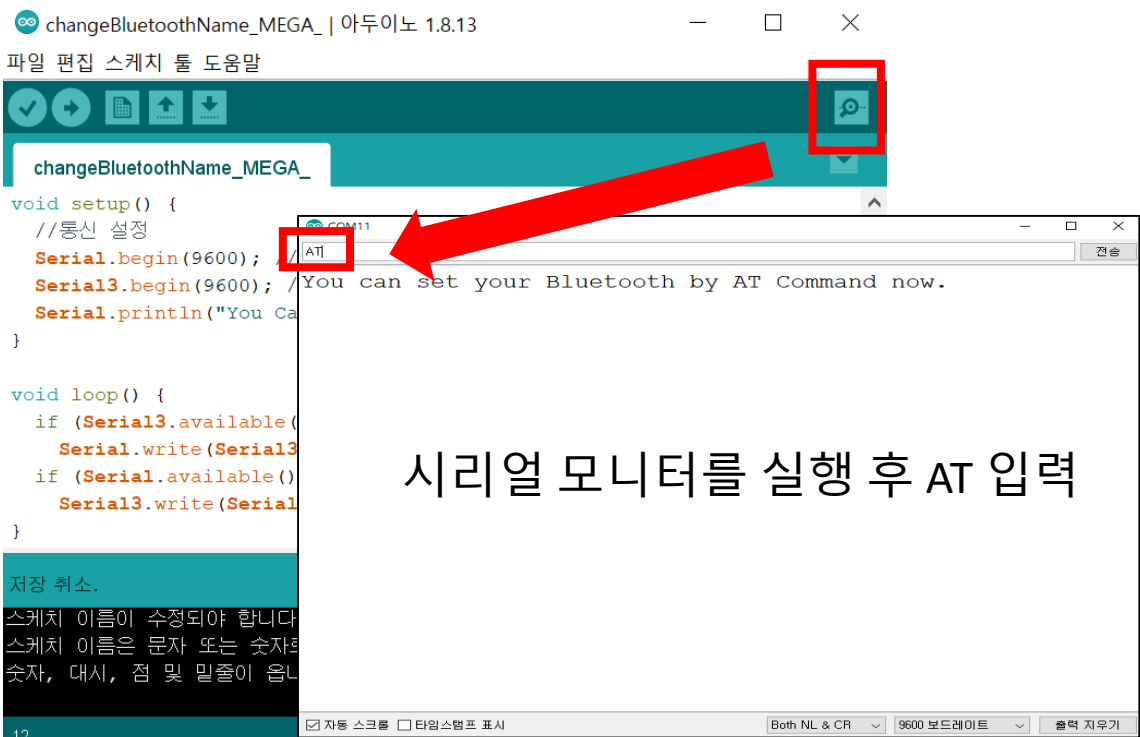 changeBluetoothName_MEGA_ | 아두이노 1.8.13
파일 편집 스케치 툴 도움말
changeBluetoothName_MEGA_
void setup() {
//통신 설정
Serial.begin(9600); //
Serial3.begin(9600); /
Serial.println("You Ca
}
void loop() {
if (Serial3.available(
Serial.write(Serial3
if (Serial.available()
Serial3.write(Serial
}
저장 취소.
스케치 이름이 수정되야 합니다
스케치 이름은 문자 또는 숫자로
숫자, 대시, 점 및 밑줄이 옵니
12
COM11
AT
전송
You can set your Bluetooth by AT Command now.
시리얼 모니터를 실행 후 AT 입력
자동 스크롤
타임스탬프 표시
Both NL & CR
9600 보드레이트
출력 지우기